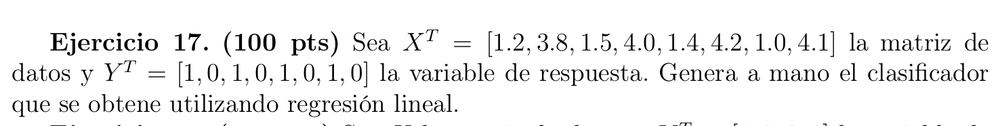 Ejercicio 17. (100 pts) Sea X^T = [1.2, 3.8, 1.5, 4.0, 1.4, 4.2, 1.0, 4.1] la matriz de
datos y Y^T = [1, 0, 1, 0, 1, 0, 1, 0] la variable de respuesta. Genera a mano el clasificador
que se obtene utilizando regresión lineal.